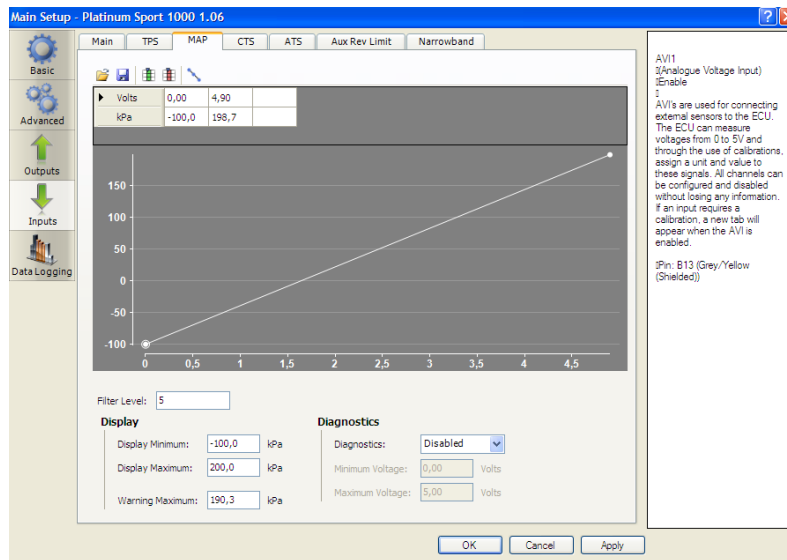 Main Setup - Platinum Sport 1000 1.06
Basic
Advanced
Outputs
Inputs
Data Logging
Main TPS MAP CTS ATS Aux Rev Limit Narrowband
Volts 0,00 4,90
kPa -100,0 198,7
150
100
50
0
-50
-100
0 0,5 1 1,5 2 2,5 3 3,5 4 4,5
Filter Level: 5
Display
Display Minimum: -100,0 kPa
Display Maximum: 200,0 kPa
Warning Maximum: 190,3 kPa
Diagnostics
Diagnostics: Disabled
Minimum Voltage: 0,00 Volts
Maximum Voltage: 5,00 Volts
OK Cancel Apply
AVI1
(Analogue Voltage Input)
Enable
AVI's are used for connecting
external sensors to the ECU.
The ECU can measure
voltages from 0 to 5V and
through the use of calibrations,
assign a unit and value to
these signals. All channels can
be configured and disabled
without losing any information.
If an input requires a
calibration, a new tab will
appear when the AVI is
enabled.
Pin: B13 (Grey/Yellow
(Shielded))